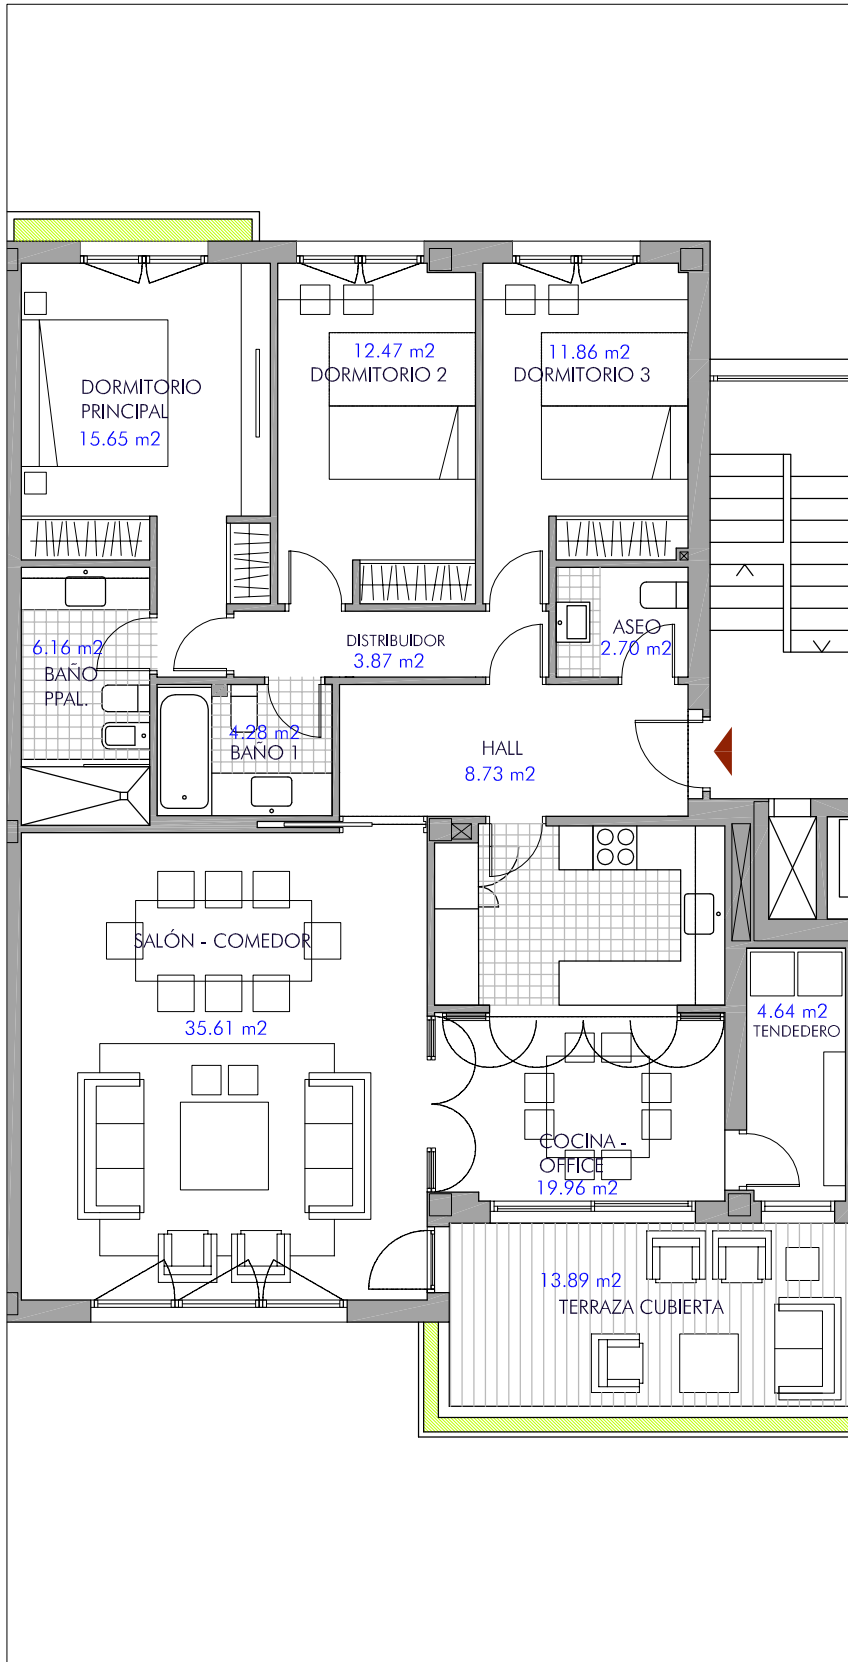 12.47 m2
DORMITORIO 2
11.86 m2
DORMITORIO 3
DORMITORIO
PRINCIPAL
15.65 m2
6.16 m2
BAÑO
PPAL.
DISTRIBUIDOR
3.87 m2
ASEO
2.70 m2
4.28 m2
BAÑO 1
HALL
8.73 m2
SALÓN - COMEDOR
35.61 m2
4.64 m2
TENDEDERO
COCINA -
OFFICE
19.96 m2
13.89 m2
TERRAZA CUBIERTA